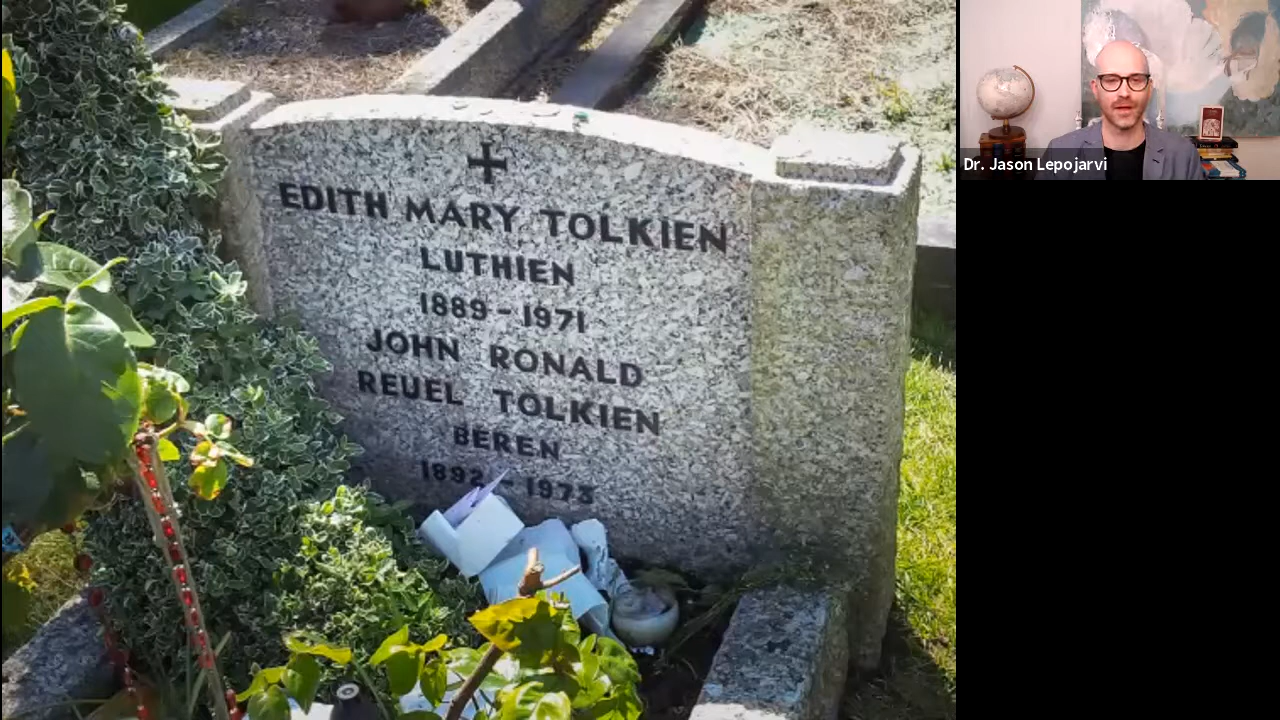 EDITH MARY TOLKIEN
LUTHIEN
1889 - 1971
JOHN RONALD
REUEL TOLKIEN
BEREN
1892 - 1973
Dr. Jason Lepojarvi